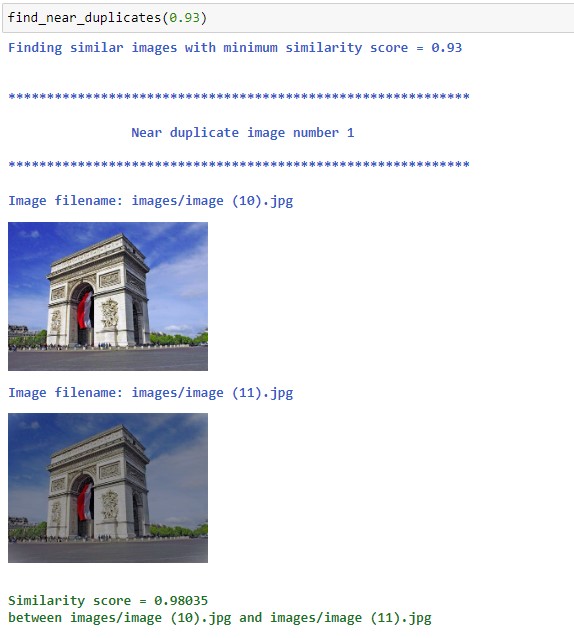 find_near_duplicates(0.93)
Finding similar images with minimum similarity score = 0.93
************************************************************
Near duplicate image number 1
************************************************************
Image filename: images/image (10).jpg
Image filename: images/image (11).jpg
Similarity score = 0.98035
between images/image (10).jpg and images/image (11).jpg